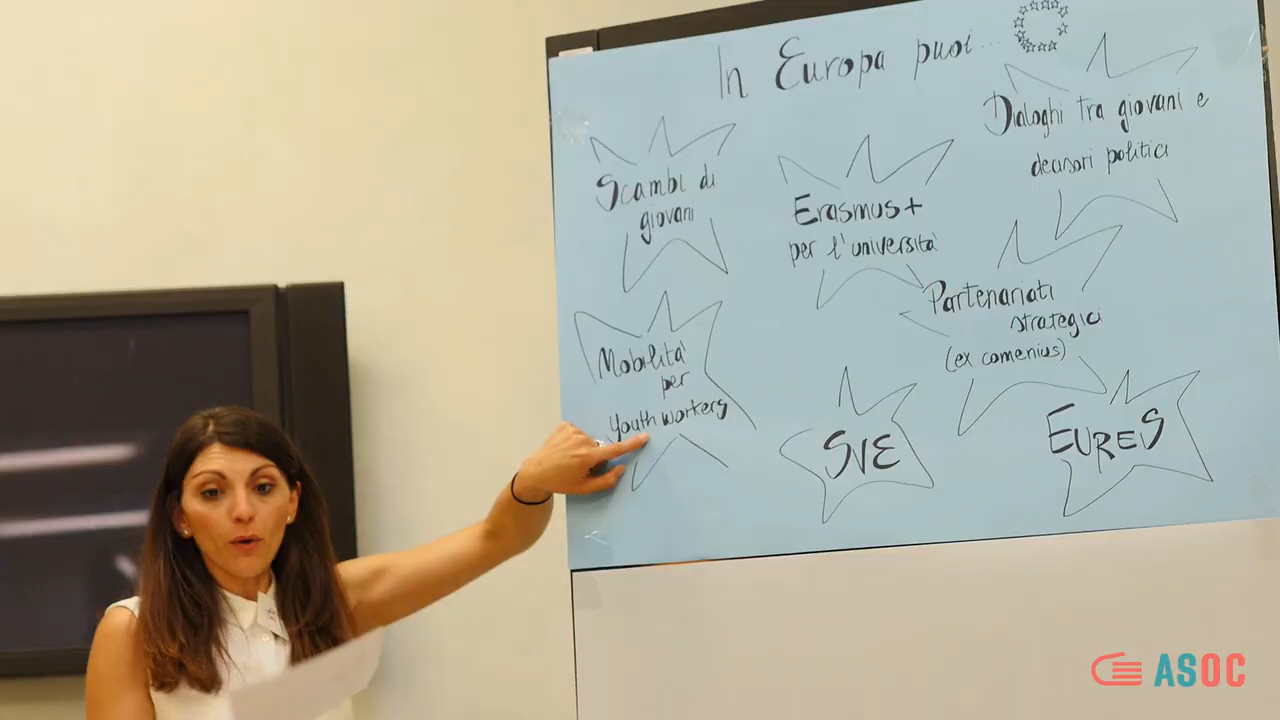 In Europa puoi...
Scambi di
giovani
Erasmus+
per l'università
Dialoghi tra giovani e
decisori politici
Mobilità
per
youth workers
SVE
Partenariati
strategici
(ex comenius)
EURES
ASOC